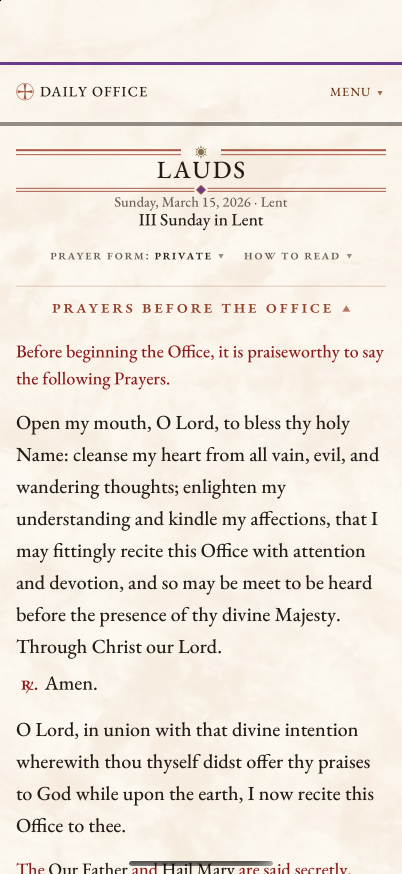 DAILY OFFICE
MENU ▼
LAUDS
Sunday, March 15, 2026 · Lent
III Sunday in Lent
PRAYER FORM: PRIVATE ▼ HOW TO READ ▼
PRAYERS BEFORE THE OFFICE ▲
Before beginning the Office, it is praiseworthy to say
the following Prayers.
Open my mouth, O Lord, to bless thy holy
Name: cleanse my heart from all vain, evil, and
wandering thoughts; enlighten my
understanding and kindle my affections, that I
may fittingly recite this Office with attention
and devotion, and so may be meet to be heard
before the presence of thy divine Majesty.
Through Christ our Lord.
℟. Amen.
O Lord, in union with that divine intention
wherewith thou thyself didst offer thy praises
to God while upon the earth, I now recite this
Office to thee.
The Our Father and Hail Mary are said secretly.